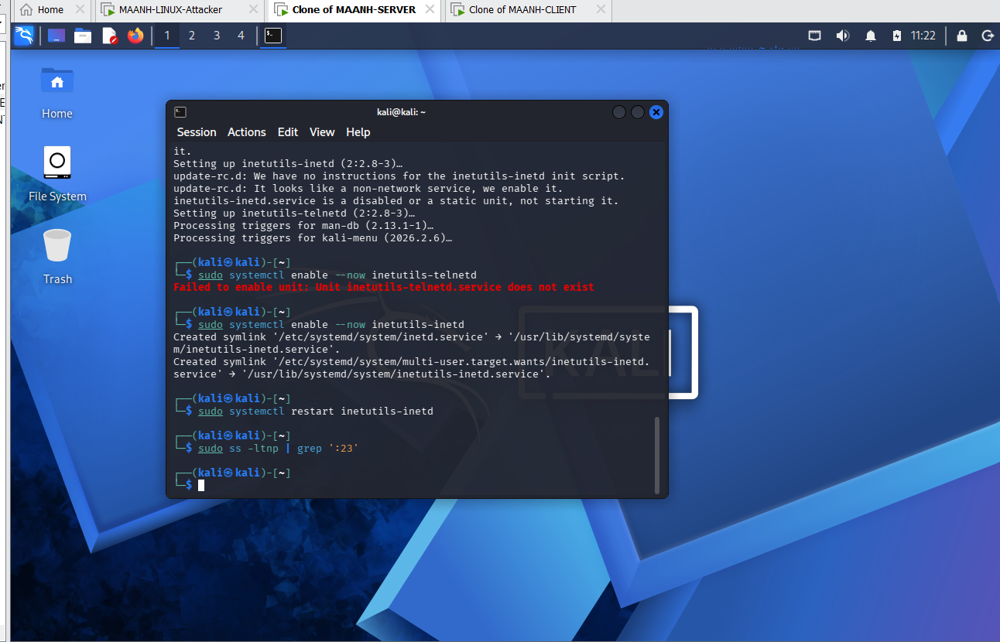 Home
MAANH-LINUX-Attacker
Clone of MAANH-SERVER
Clone of MAANH-CLIENT
1 2 3 4
11:22
Home
File System
Trash
kali@kali: ~
Session Actions Edit View Help
it.
Setting up inetutils-inetd (2:2.8-3)…
update-rc.d: We have no instructions for the inetutils-inetd init script.
update-rc.d: It looks like a non-network service, we enable it.
inetutils-inetd.service is a disabled or a static unit, not starting it.
Setting up inetutils-telnetd (2:2.8-3)…
Processing triggers for man-db (2.13.1-1)…
Processing triggers for kali-menu (2026.2.6)…
┌──(kali㉿kali)-[~]
└─$ sudo systemctl enable --now inetutils-telnetd
Failed to enable unit: Unit inetutils-telnetd.service does not exist
┌──(kali㉿kali)-[~]
└─$ sudo systemctl enable --now inetutils-inetd
Created symlink '/etc/systemd/system/inetd.service' → '/usr/lib/systemd/syste
m/inetutils-inetd.service'.
Created symlink '/etc/systemd/system/multi-user.target.wants/inetutils-inetd.
service' → '/usr/lib/systemd/system/inetutils-inetd.service'.
┌──(kali㉿kali)-[~]
└─$ sudo systemctl restart inetutils-inetd
┌──(kali㉿kali)-[~]
└─$ sudo ss -ltnp | grep ':23'
┌──(kali㉿kali)-[~]
└─$
KALI